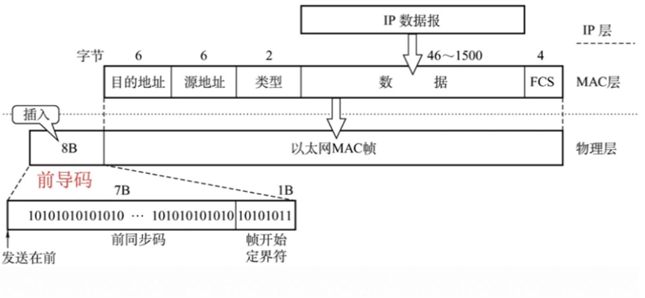 IP 数据报
IP 层
字节 6 6 2 46～1500 4
目的地址 源地址 类型 数 据 FCS MAC层
插入
8B 以太网MAC帧 物理层
前导码
7B 1B
10101010101010 … 101010101010 10101011
前同步码 帧开始
定界符
发送在前